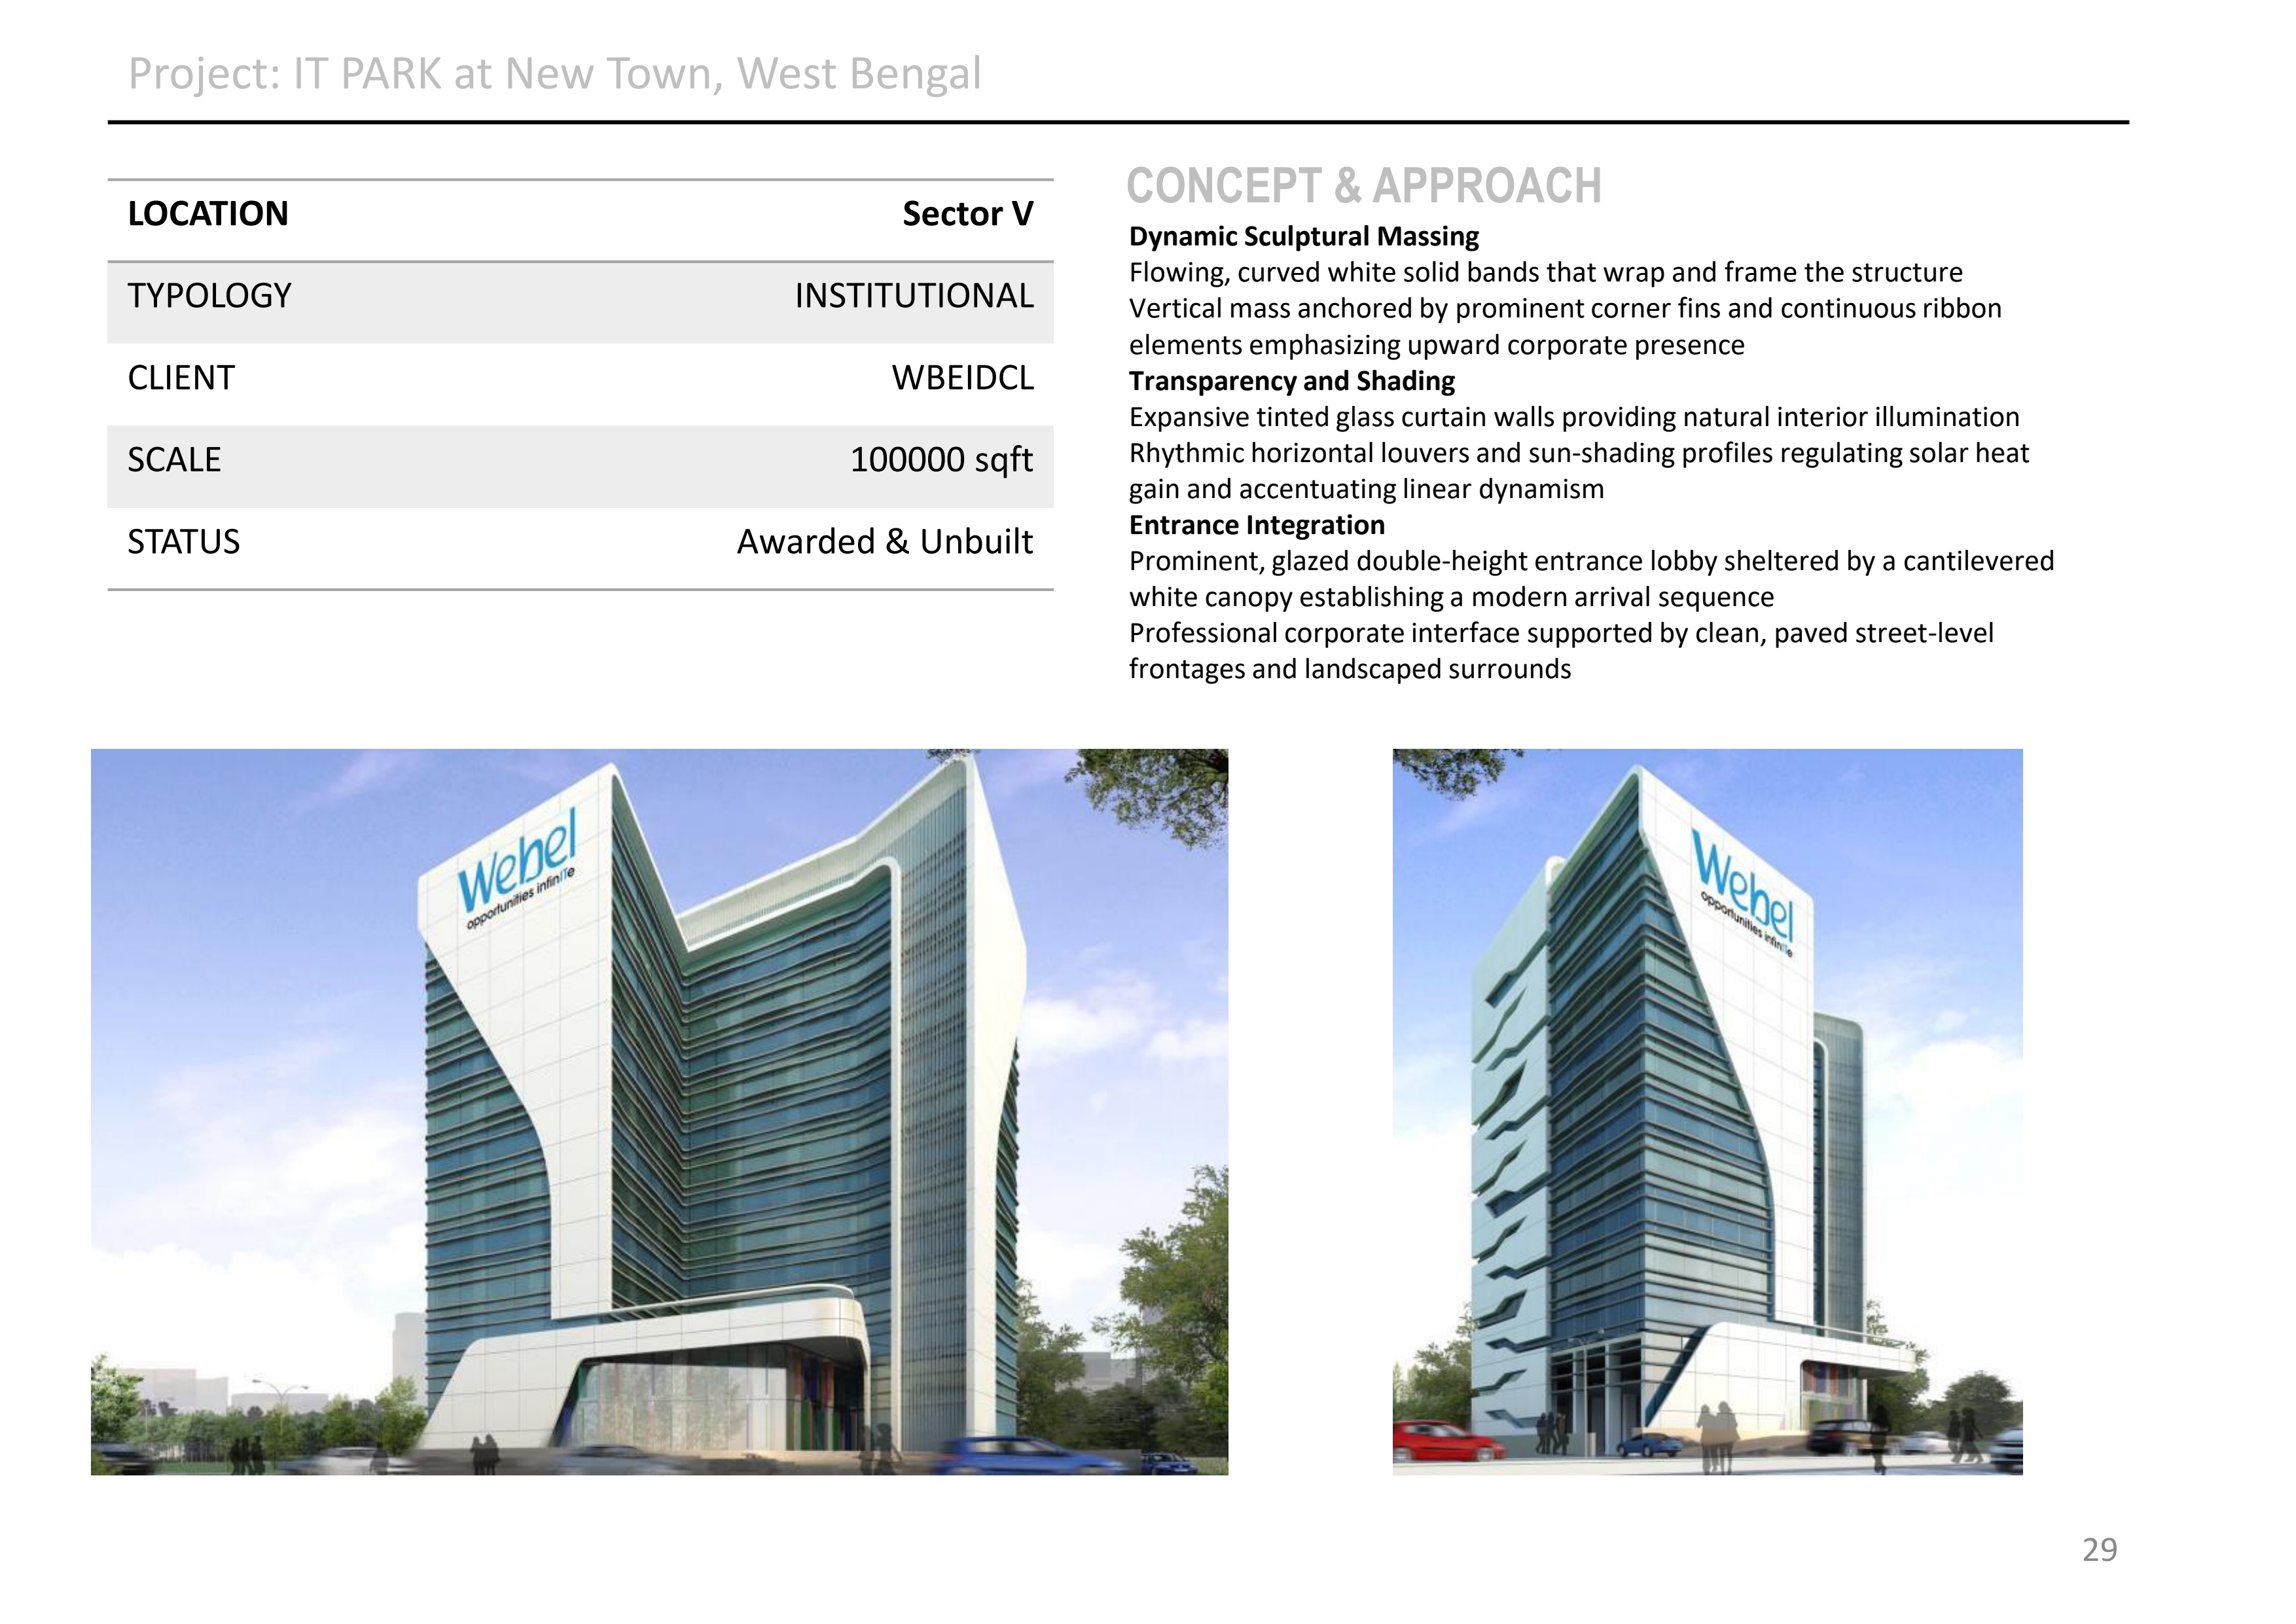 Project: IT PARK at New Town, West Bengal
LOCATION Sector V
TYPOLOGY INSTITUTIONAL
CLIENT WBEIDCL
SCALE 100000 sqft
STATUS Awarded & Unbuilt
CONCEPT & APPROACH
Dynamic Sculptural Massing
Flowing, curved white solid bands that wrap and frame the structure
Vertical mass anchored by prominent corner fins and continuous ribbon
elements emphasizing upward corporate presence
Transparency and Shading
Expansive tinted glass curtain walls providing natural interior illumination
Rhythmic horizontal louvers and sun-shading profiles regulating solar heat
gain and accentuating linear dynamism
Entrance Integration
Prominent, glazed double-height entrance lobby sheltered by a cantilevered
white canopy establishing a modern arrival sequence
Professional corporate interface supported by clean, paved street-level
frontages and landscaped surrounds
Webel
opportunities infinITe
Webel
opportunities infinITe
29